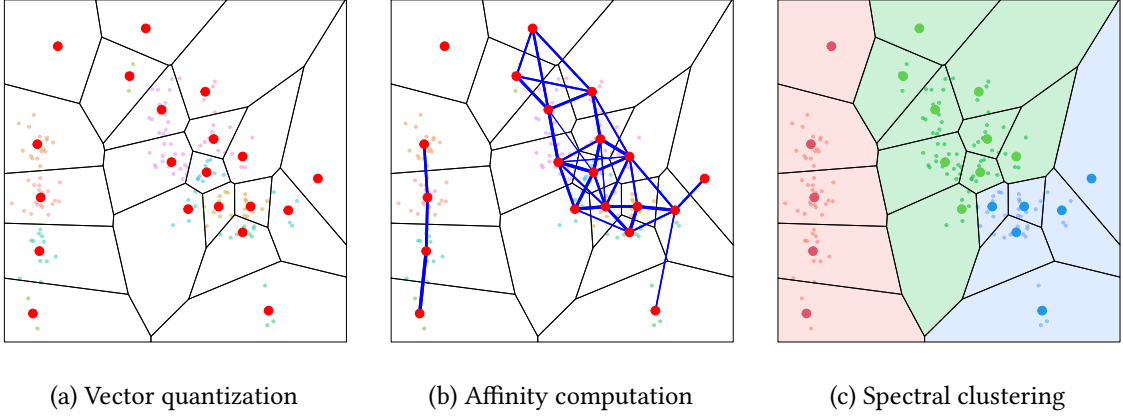 (a) Vector quantization
(b) Affinity computation
(c) Spectral clustering